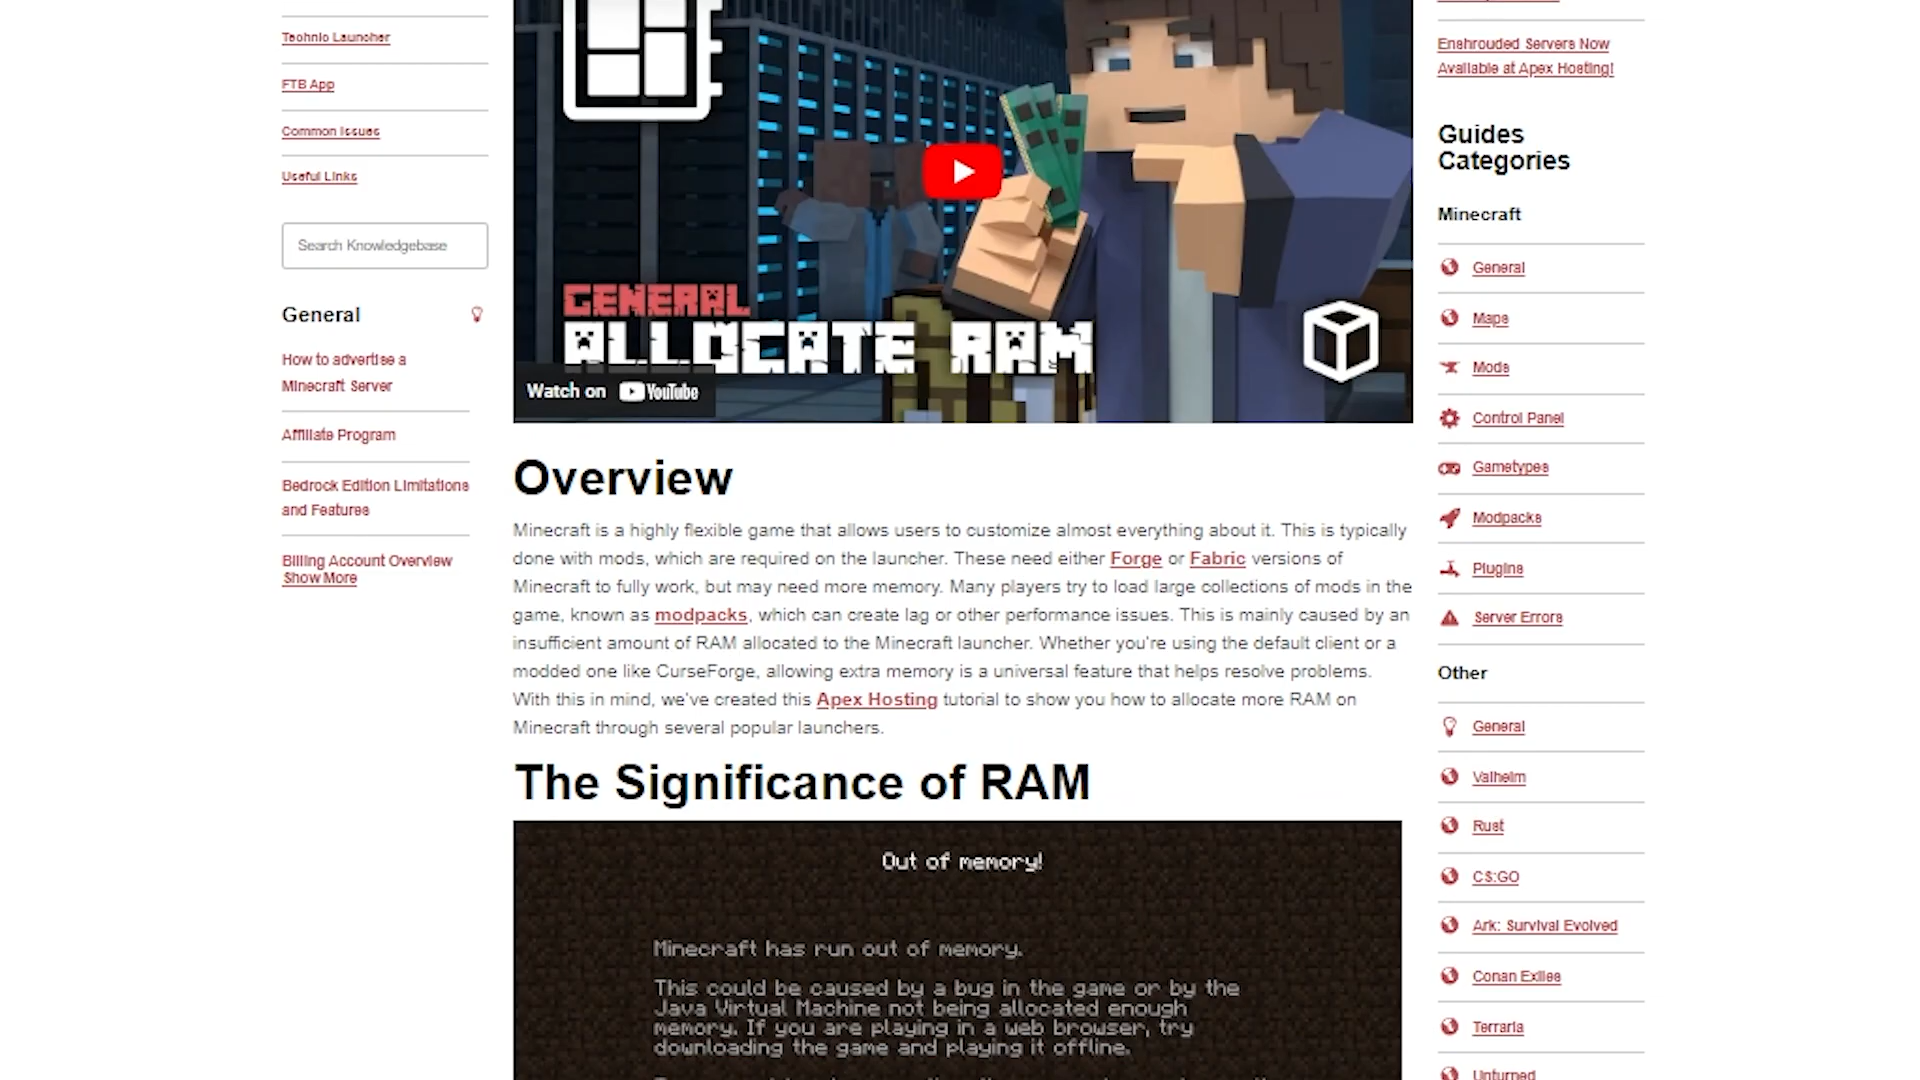 Technic Launcher
FTB App
Common Issues
Useful Links
Search Knowledgebase
General
How to advertise a
Minecraft Server
Affiliate Program
Bedrock Edition Limitations
and Features
Billing Account Overview
Show More
GENERAL
ALLOCATE RAM
Watch on YouTube
Overview
Minecraft is a highly flexible game that allows users to customize almost everything about it. This is typically
done with mods, which are required on the launcher. These need either Forge or Fabric versions of
Minecraft to fully work, but may need more memory. Many players try to load large collections of mods in the
game, known as modpacks, which can create lag or other performance issues. This is mainly caused by an
insufficient amount of RAM allocated to the Minecraft launcher. Whether you're using the default client or a
modded one like CurseForge, allowing extra memory is a universal feature that helps resolve problems.
With this in mind, we've created this Apex Hosting tutorial to show you how to allocate more RAM on
Minecraft through several popular launchers.
The Significance of RAM
Out of memory!
Minecraft has run out of memory.
This could be caused by a bug in the game or by the
Java Virtual Machine not being allocated enough
memory. If you are playing in a web browser, try
downloading the game and playing it offline.
Enshrouded Servers Now
Available at Apex Hosting!
Guides
Categories
Minecraft
General
Maps
Mods
Control Panel
Gametypes
Modpacks
Plugins
Server Errors
Other
General
Valheim
Rust
CS:GO
Ark: Survival Evolved
Conan Exiles
Terraria
Unturned